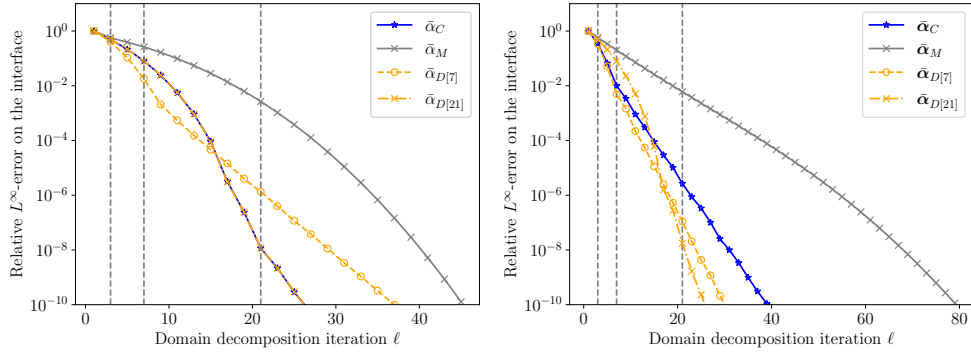 Relative L∞-error on the interface
10^0
10^−2
10^−4
10^−6
10^−8
10^−10
0 10 20 30 40
Domain decomposition iteration ℓ
ᾱ_C
ᾱ_M
ᾱ_D[7]
ᾱ_D[21]
Relative L∞-error on the interface
10^0
10^−2
10^−4
10^−6
10^−8
10^−10
0 20 40 60 80
Domain decomposition iteration ℓ
ᾱ_C
ᾱ_M
ᾱ_D[7]
ᾱ_D[21]